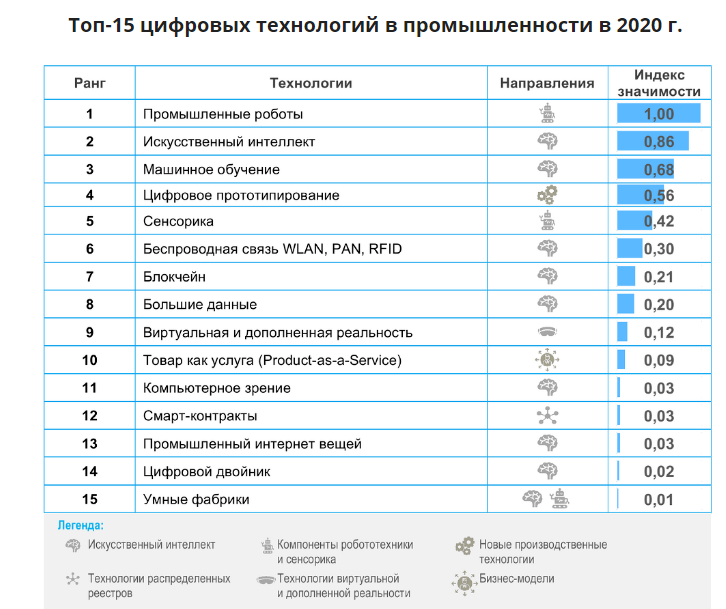 Топ-15 цифровых технологий в промышленности в 2020 г.
Ранг Технологии Направления Индекс значимости
1 Промышленные роботы 1,00
2 Искусственный интеллект 0,86
3 Машинное обучение 0,68
4 Цифровое прототипирование 0,56
5 Сенсорика 0,42
6 Беспроводная связь WLAN, PAN, RFID 0,30
7 Блокчейн 0,21
8 Большие данные 0,20
9 Виртуальная и дополненная реальность 0,12
10 Товар как услуга (Product-as-a-Service) 0,09
11 Компьютерное зрение 0,03
12 Смарт-контракты 0,03
13 Промышленный интернет вещей 0,03
14 Цифровой двойник 0,02
15 Умные фабрики 0,01
Легенда:
Искусственный интеллект
Компоненты робототехники
и сенсорика
Новые производственные
технологии
Технологии распределенных
реестров
Технологии виртуальной
и дополненной реальности
Бизнес-модели